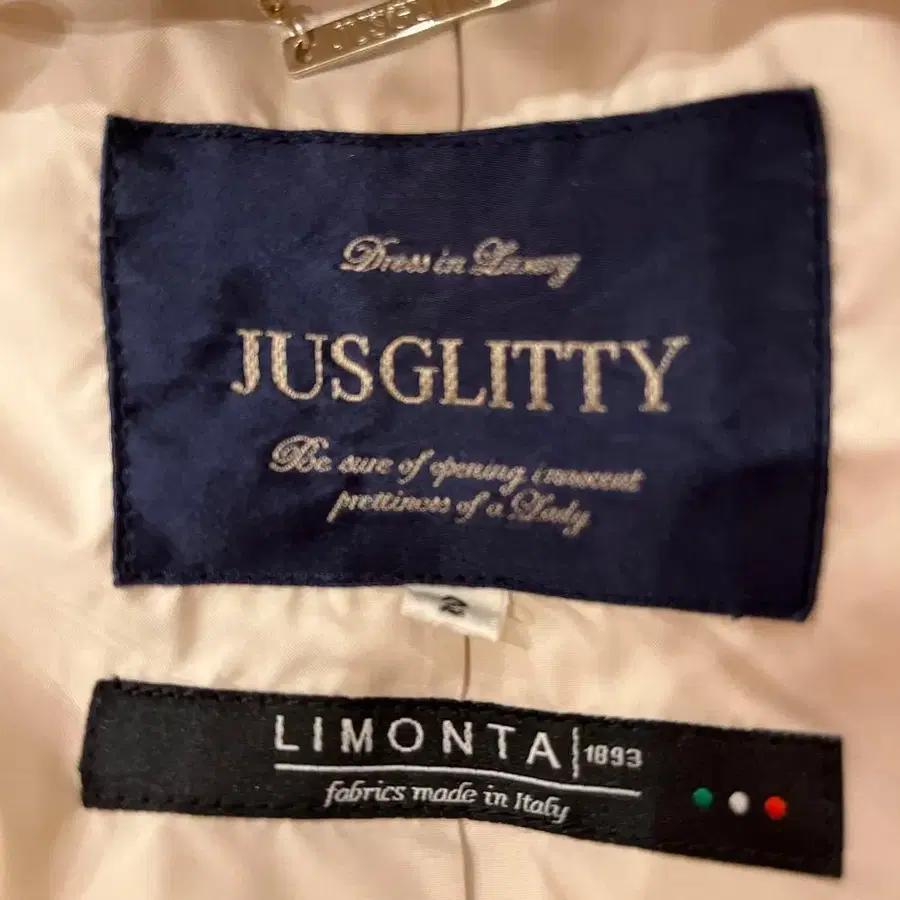 Dress in Luxury
JUSGLITTY
Be sure of opening innocent
prettiness of a Lady
2
LIMONTA 1893
fabrics made in Italy